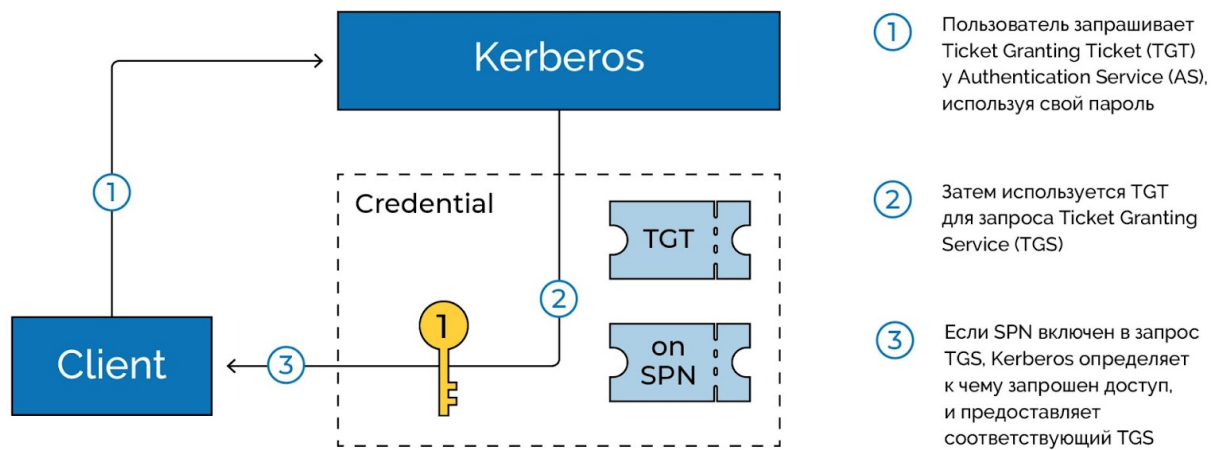 Kerberos
1
Credential
TGT
2
1
on
SPN
3
Client
1
Пользователь запрашивает
Ticket Granting Ticket (TGT)
у Authentication Service (AS),
используя свой пароль
2
Затем используется TGT
для запроса Ticket Granting
Service (TGS)
3
Если SPN включен в запрос
TGS, Kerberos определяет
к чему запрошен доступ,
и предоставляет
соответствующий TGS